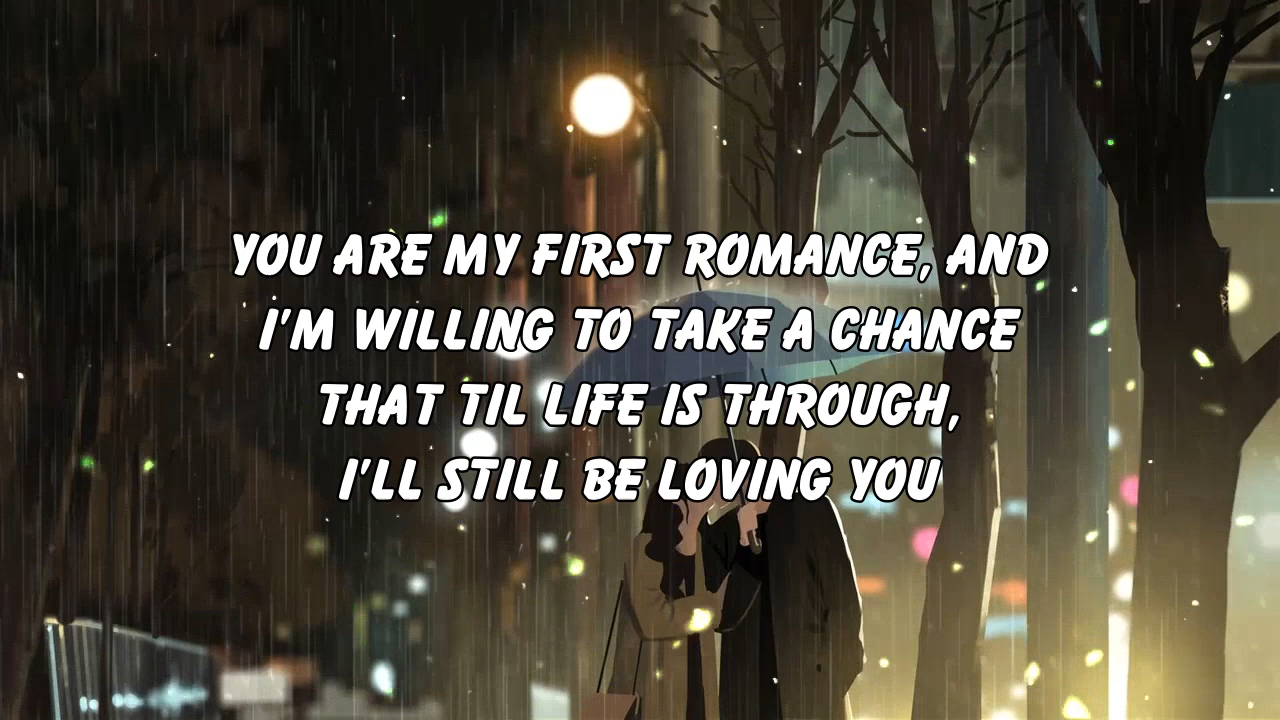 YOU ARE MY FIRST ROMANCE, AND
I'M WILLING TO TAKE A CHANCE
THAT TIL LIFE IS THROUGH,
I'LL STILL BE LOVING YOU